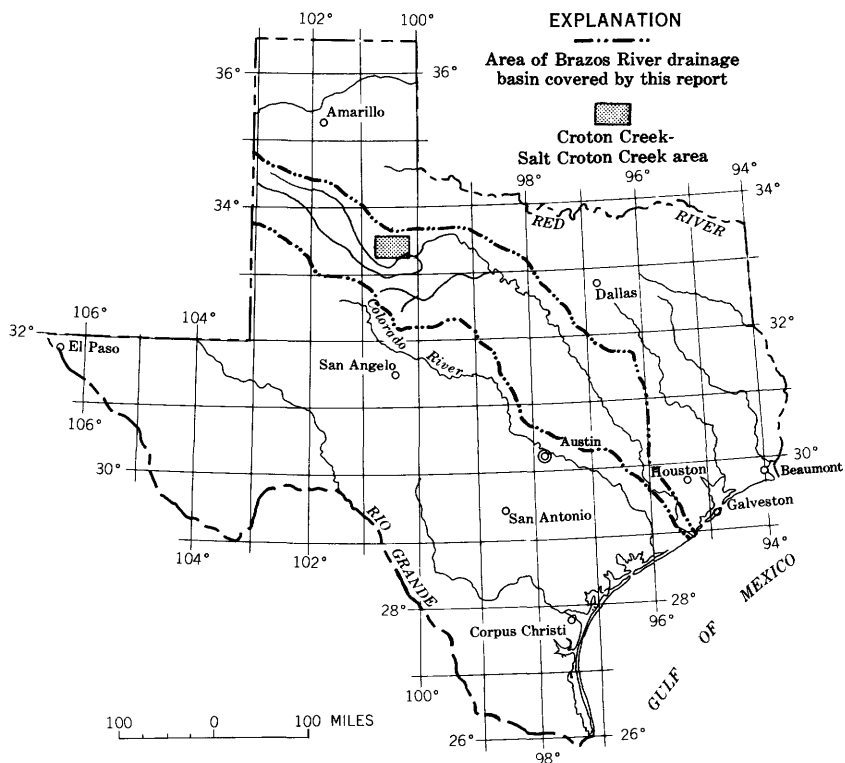 EXPLANATION
Area of Brazos River drainage
basin covered by this report
Croton Creek-
Salt Croton Creek area
102°
100°
36°
36°
Amarillo
98°
96°
94°
34°
34°
RED RIVER
Dallas
106°
104°
32°
32°
El Paso
Colorado River
San Angelo
106°
Austin
30°
30°
Houston
Beaumont
Galveston
San Antonio
RIO GRANDE
104°
102°
94°
28°
28°
96°
Corpus Christi
GULF OF MEXICO
100°
100 0 100 MILES
26°
26°
98°